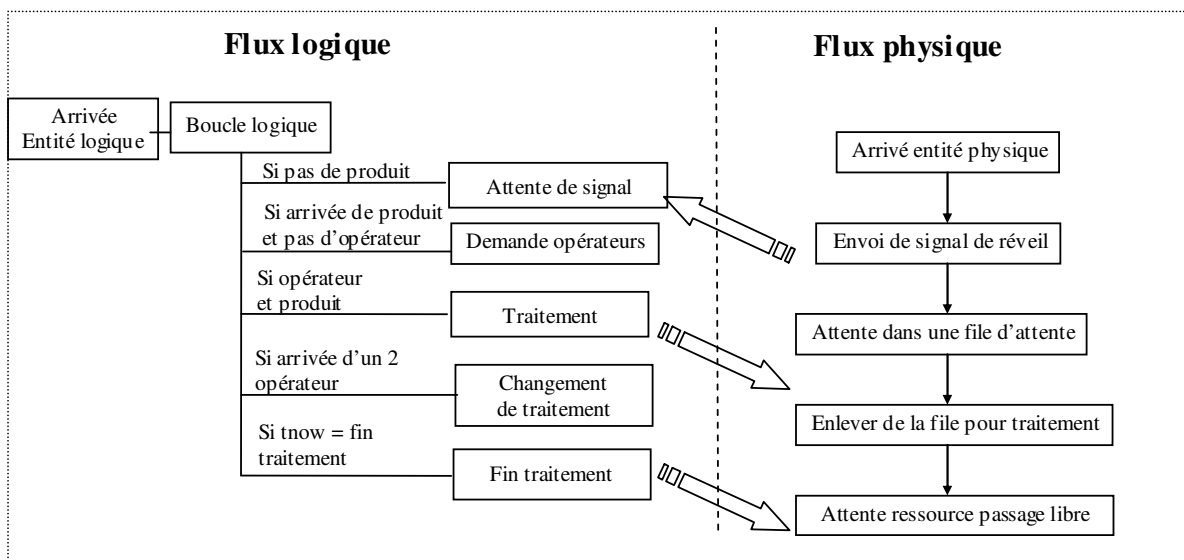 Flux logique
Flux physique
Arrivée
Entité logique
Boucle logique
Si pas de produit
Attente de signal
Si arrivée de produit
et pas d'opérateur
Demande opérateurs
Si opérateur
et produit
Traitement
Si arrivée d'un 2
opérateur
Changement
de traitement
Si tnow = fin
traitement
Fin traitement
Arrivé entité physique
Envoi de signal de réveil
Attente dans une file d'attente
Enlever de la file pour traitement
Attente ressource passage libre